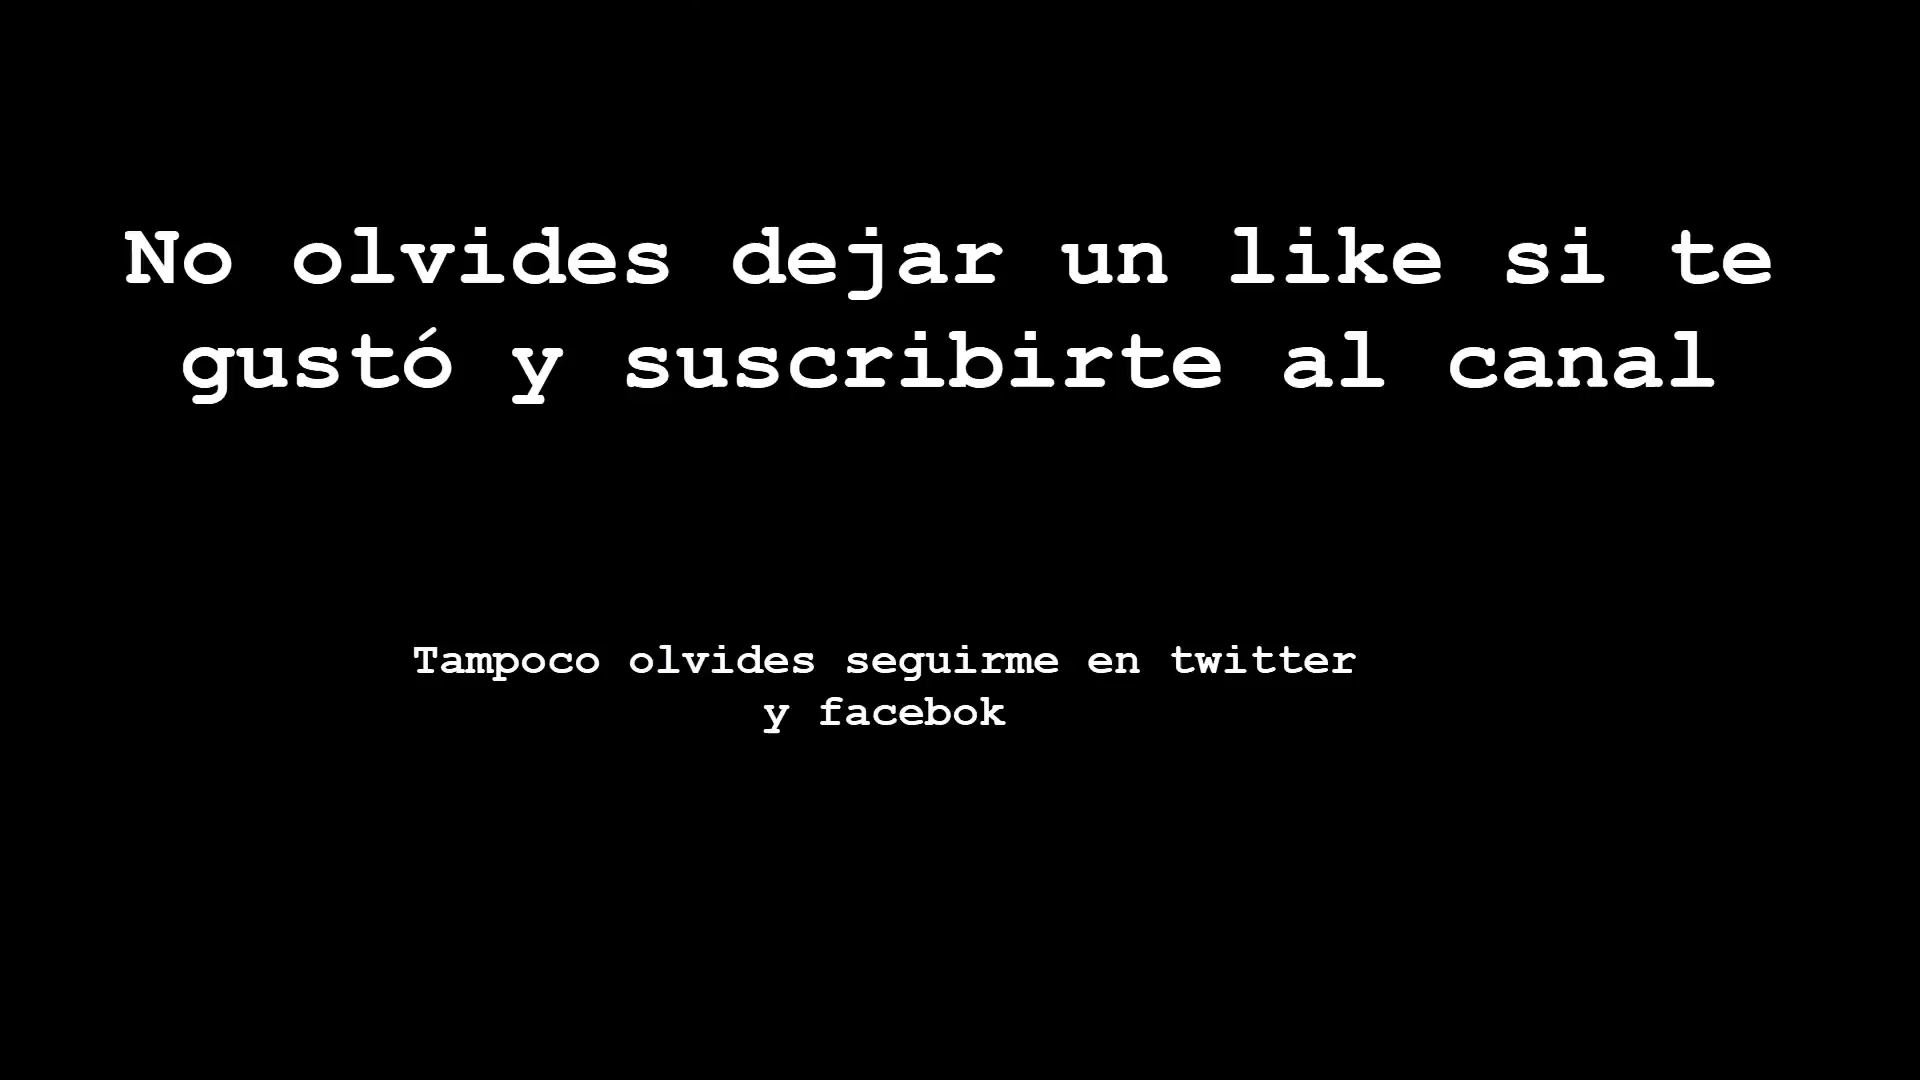 No olvides dejar un like si te
gustó y suscribirte al canal
Tampoco olvides seguirme en twitter
y facebok